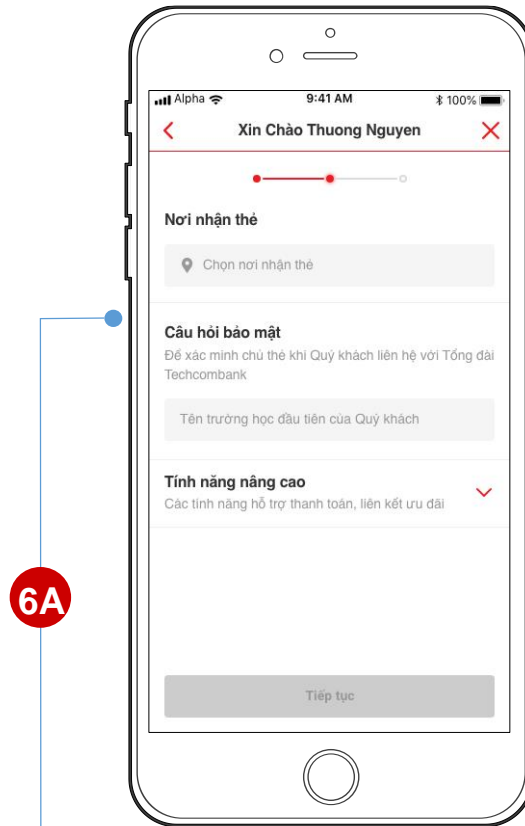 Alpha 9:41 AM 100%
Xin Chào Thuong Nguyen
Nơi nhận thẻ
Chọn nơi nhận thẻ
Câu hỏi bảo mật
Để xác minh chủ thẻ khi Quý khách liên hệ với Tổng đài
Techcombank
Tên trường học đầu tiên của Quý khách
Tính năng nâng cao
Các tính năng hỗ trợ thanh toán, liên kết ưu đãi
6A
Tiếp tục